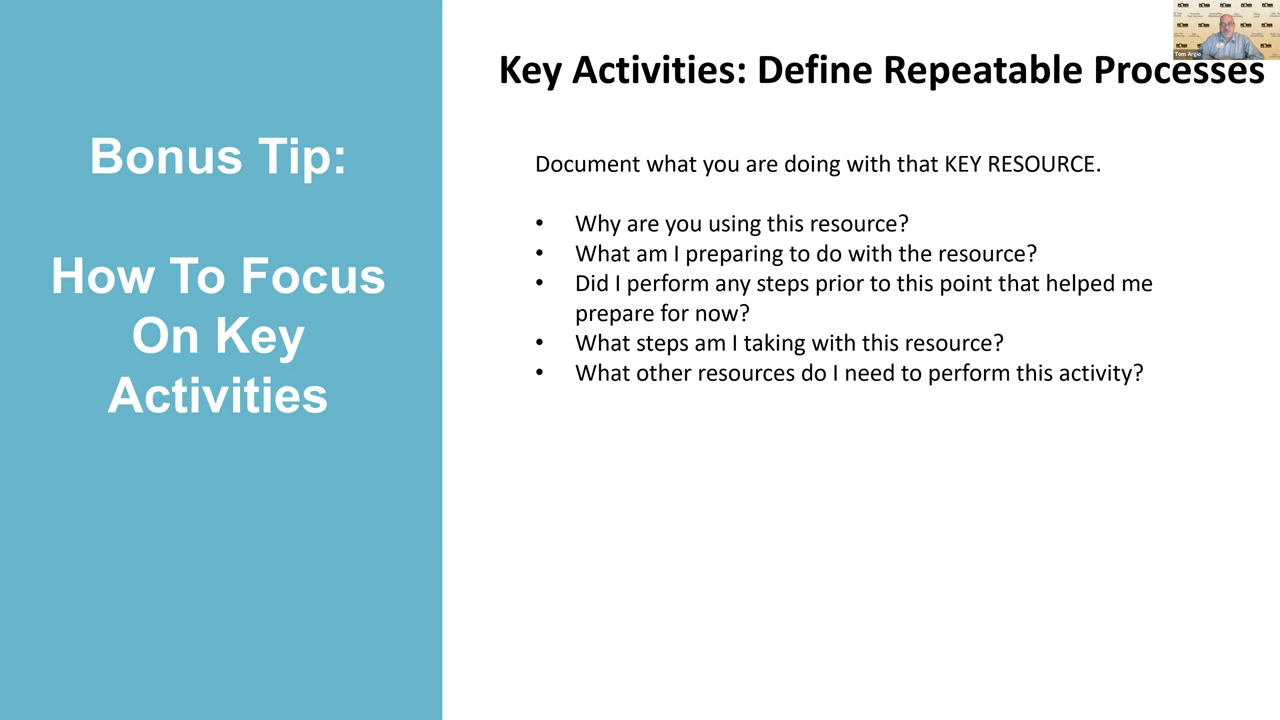 Bonus Tip:
How To Focus
On Key
Activities
Key Activities: Define Repeatable Processes
Document what you are doing with that KEY RESOURCE.
• Why are you using this resource?
• What am I preparing to do with the resource?
• Did I perform any steps prior to this point that helped me
prepare for now?
• What steps am I taking with this resource?
• What other resources do I need to perform this activity?